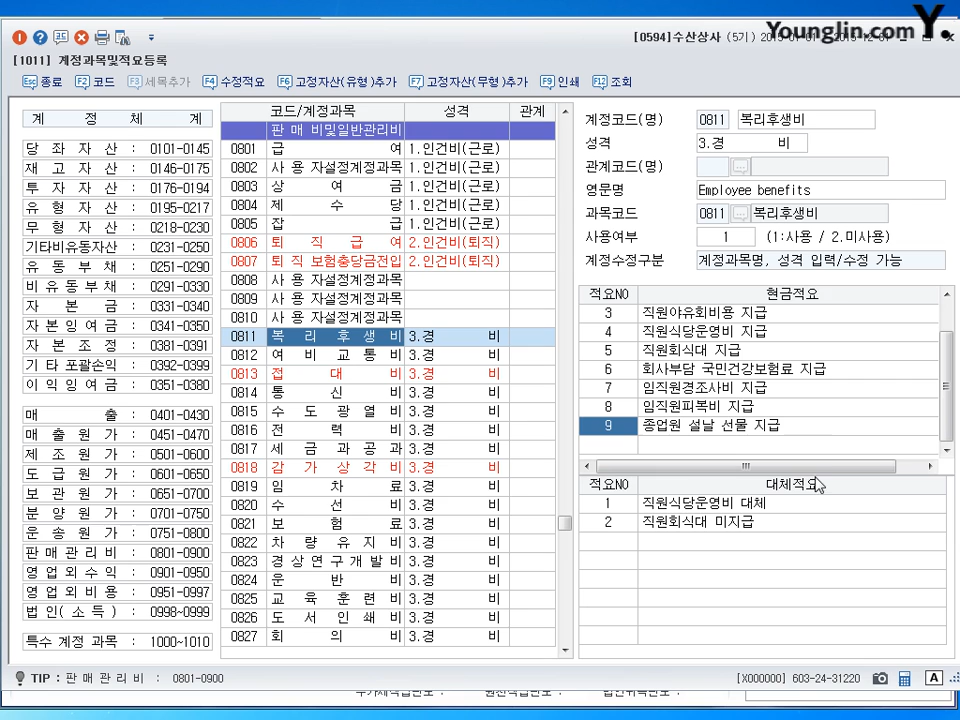 Younglin.com Y.
[0594]수산상사 (5기)
[1011] 계정과목및적요등록
Esc 종료 F2 코드 F3 세목추가 F4 수정적요 F6 고정자산(유형)추가 F7 고정자산(무형)추가 F9 인쇄 F12 조회
계 정 체 계
당 좌 자 산 : 0101-0145
재 고 자 산 : 0146-0175
투 자 자 산 : 0176-0194
유 형 자 산 : 0195-0217
무 형 자 산 : 0218-0230
기타비유동자산 : 0231-0250
유 동 부 채 : 0251-0290
비 유 동 부 채 : 0291-0330
자 본 금 : 0331-0340
자 본 잉 여 금 : 0341-0350
자 본 조 정 : 0381-0391
기 타 포괄손익 : 0392-0399
이 익 잉 여 금 : 0351-0380
매 출 : 0401-0430
매 출 원 가 : 0451-0470
제 조 원 가 : 0501-0600
도 급 원 가 : 0601-0650
보 관 원 가 : 0651-0700
분 양 원 가 : 0701-0750
운 송 원 가 : 0751-0800
판 매 관 리 비 : 0801-0900
영 업 외 수 익 : 0901-0950
영 업 외 비 용 : 0951-0997
법 인( 소 득 ) : 0998~0999
특수 계정 과목 : 1000~1010
코드/계정과목 성격 관계
판 매 비및일반관리비
0801 급 여 1.인건비(근로)
0802 사 용 자설정계정과목 1.인건비(근로)
0803 상 여 금 1.인건비(근로)
0804 제 수 당 1.인건비(근로)
0805 잡 급 1.인건비(근로)
0806 퇴 직 급 여 2.인건비(퇴직)
0807 퇴 직 보험충당금전입 2.인건비(퇴직)
0808 사 용 자설정계정과목
0809 사 용 자설정계정과목
0810 사 용 자설정계정과목
0811 복 리 후 생 비 3.경 비
0812 여 비 교 통 비 3.경 비
0813 접 대 비 3.경 비
0814 통 신 비 3.경 비
0815 수 도 광 열 비 3.경 비
0816 전 력 비 3.경 비
0817 세 금 과 공 과 3.경 비
0818 감 가 상 각 비 3.경 비
0819 임 차 료 3.경 비
0820 수 선 비 3.경 비
0821 보 험 료 3.경 비
0822 차 량 유 지 비 3.경 비
0823 경 상 연 구 개 발 비 3.경 비
0824 운 반 비 3.경 비
0825 교 육 훈 련 비 3.경 비
0826 도 서 인 쇄 비 3.경 비
0827 회 의 비 3.경 비
계정코드(명) 0811 복리후생비
성격 3.경 비
관계코드(명)
영문명 Employee benefits
과목코드 0811 복리후생비
사용여부 1 (1:사용 / 2.미사용)
계정수정구분 계정과목명, 성격 입력/수정 가능
적요NO 현금적요
3 직원야유회비용 지급
4 직원식당운영비 지급
5 직원회식대 지급
6 회사부담 국민건강보험료 지급
7 임직원경조사비 지급
8 임직원피복비 지급
9 종업원 설날 선물 지급
적요NO 대체적요
1 직원식당운영비 대체
2 직원회식대 미지급
TIP : 판 매 관 리 비 : 0801-0900
[X000000] 603-24-31220 A